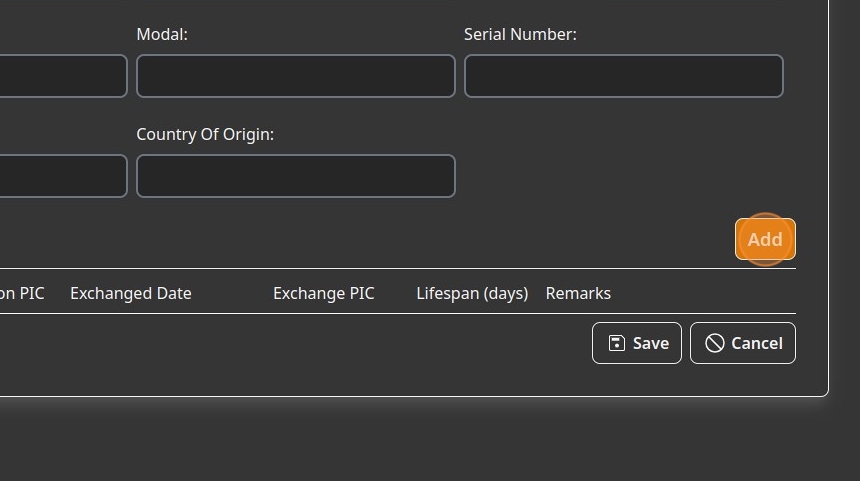 Modal: Serial Number:
Country Of Origin:
Add
on PIC Exchanged Date Exchange PIC Lifespan (days) Remarks
Save Cancel